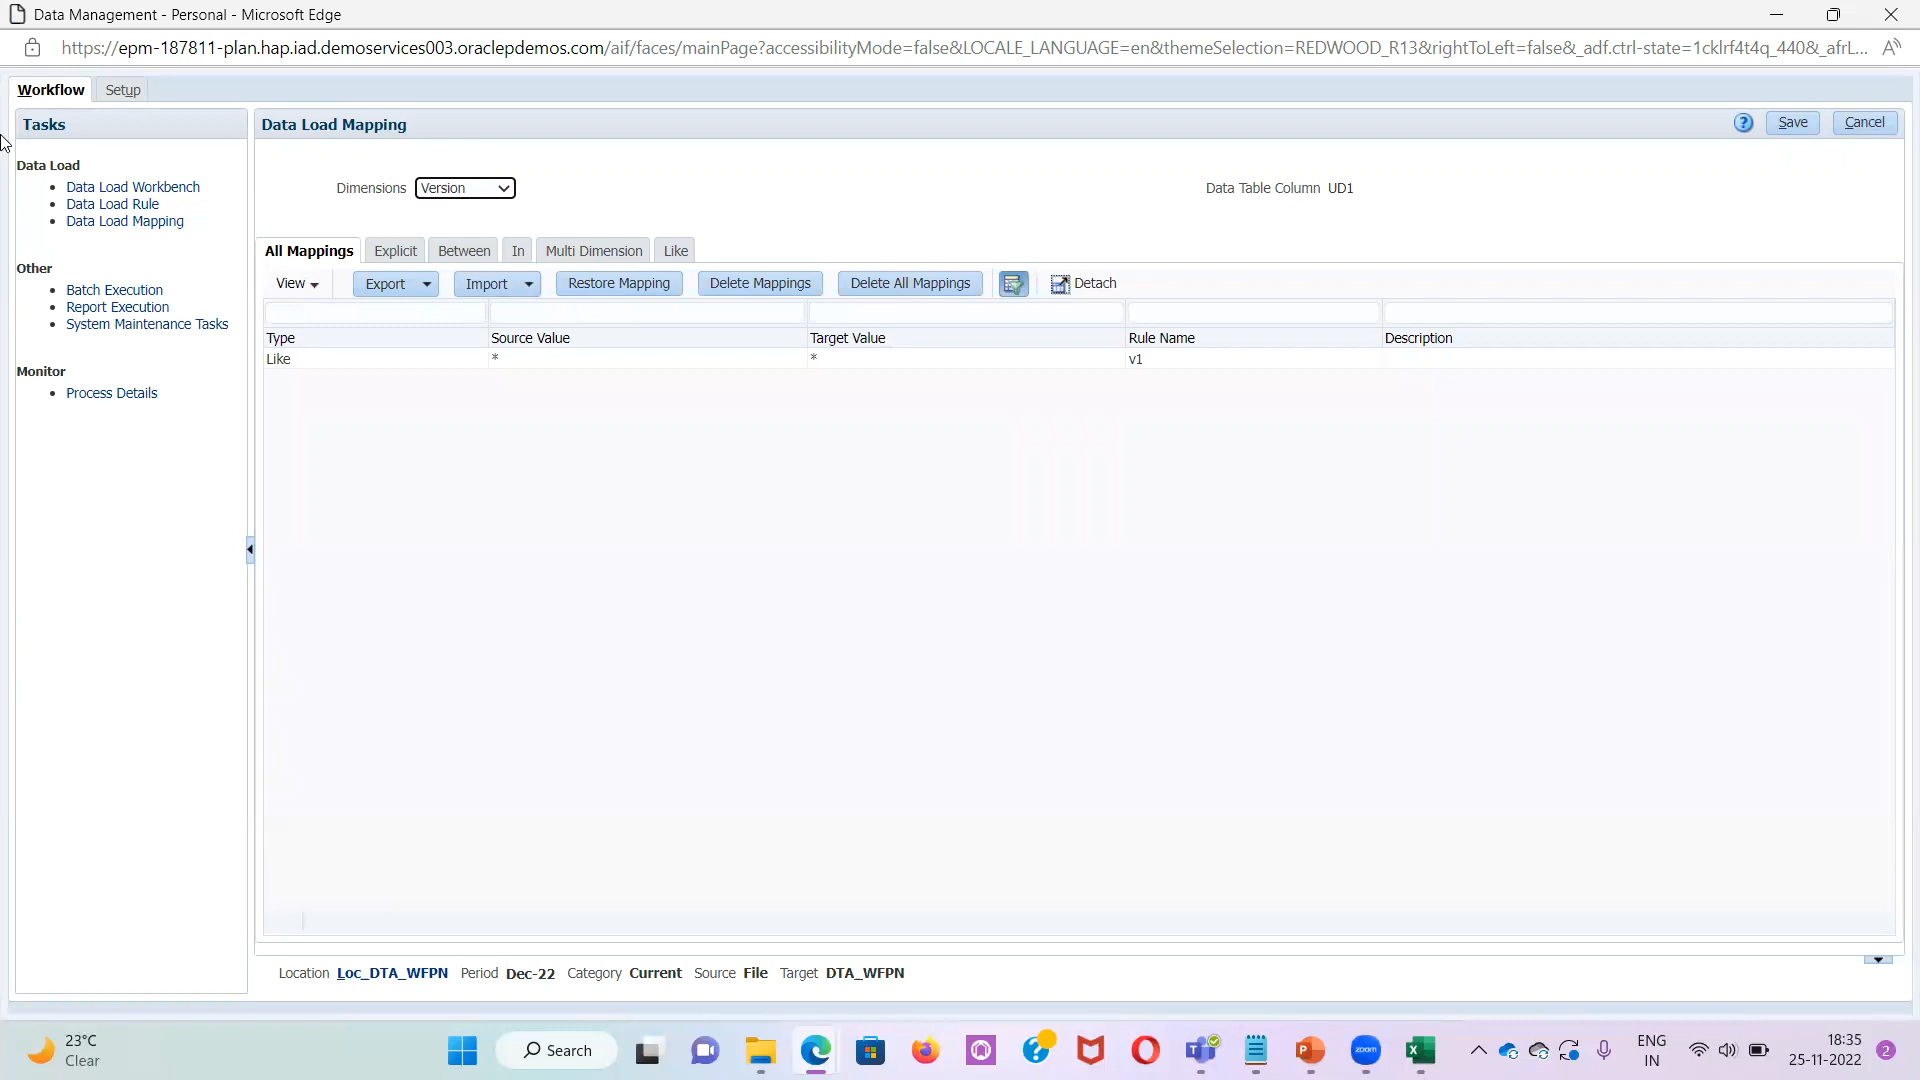 Data Management - Personal - Microsoft Edge
https://epm-187811-plan.hap.iad.demoservices003.oraclepdemos.com/aif/faces/mainPage?accessibilityMode=false&LOCALE_LANGUAGE=en&themeSelection=REDWOOD_R13&rightToLeft=false&_adf.ctrl-state=1cklrf4t4q_440&_afrL...
Workflow Setup
Tasks
Data Load
Data Load Workbench
Data Load Rule
Data Load Mapping
Other
Batch Execution
Report Execution
System Maintenance Tasks
Monitor
Process Details
Data Load Mapping
? Save Cancel
Dimensions Version Data Table Column UD1
All Mappings Explicit Between In Multi Dimension Like
View Export Import Restore Mapping Delete Mappings Delete All Mappings Detach
Type Source Value Target Value Rule Name Description
Like * * v1
Location Loc_DTA_WFPN Period Dec-22 Category Current Source File Target DTA_WFPN
23°C
Clear
Search
zoom
ENG
IN
18:35
25-11-2022
2